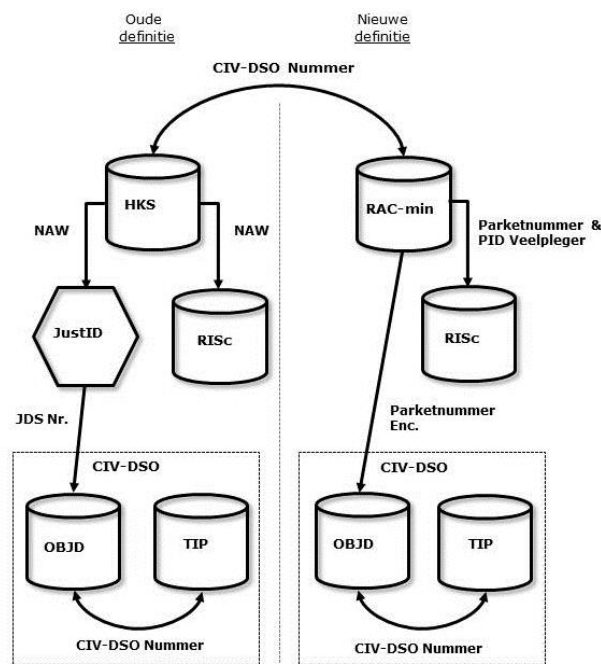 Oude
definitie
Nieuwe
definitie
CIV-DSO Nummer
HKS
RAC-min
NAW
NAW
Parketnummer &
PID Veelpleger
JustID
RISc
RISc
JDS Nr.
Parketnummer
Enc.
CIV-DSO
OBJD
TIP
CIV-DSO Nummer
CIV-DSO
OBJD
TIP
CIV-DSO Nummer